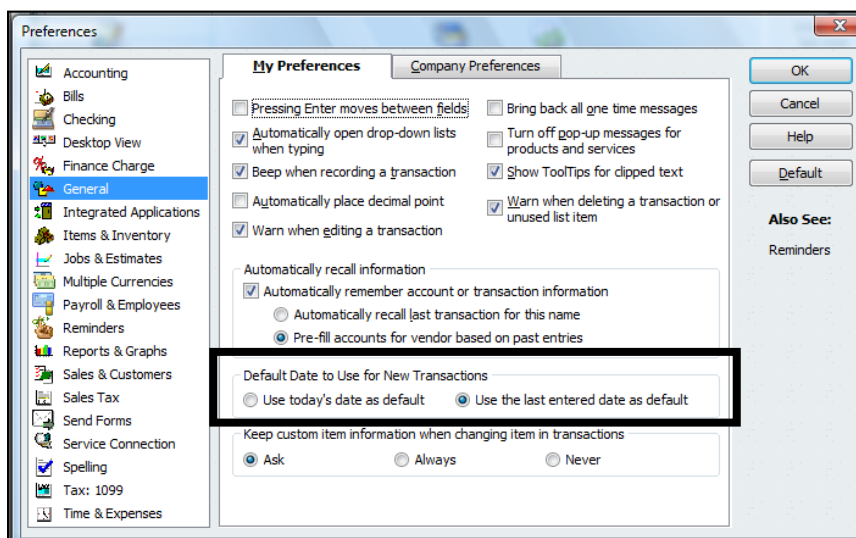 Preferences
Accounting
Bills
Checking
Desktop View
Finance Charge
General
Integrated Applications
Items & Inventory
Jobs & Estimates
Multiple Currencies
Payroll & Employees
Reminders
Reports & Graphs
Sales & Customers
Sales Tax
Send Forms
Service Connection
Spelling
Tax: 1099
Time & Expenses
My Preferences
Company Preferences
Pressing Enter moves between fields
Automatically open drop-down lists
when typing
Beep when recording a transaction
Automatically place decimal point
Warn when editing a transaction
Bring back all one time messages
Turn off pop-up messages for
products and services
Show ToolTips for clipped text
Warn when deleting a transaction or
unused list item
Automatically recall information
Automatically remember account or transaction information
Automatically recall last transaction for this name
Pre-fill accounts for vendor based on past entries
Default Date to Use for New Transactions
Use today's date as default
Use the last entered date as default
Keep custom item information when changing item in transactions
Ask
Always
Never
OK
Cancel
Help
Default
Also See:
Reminders